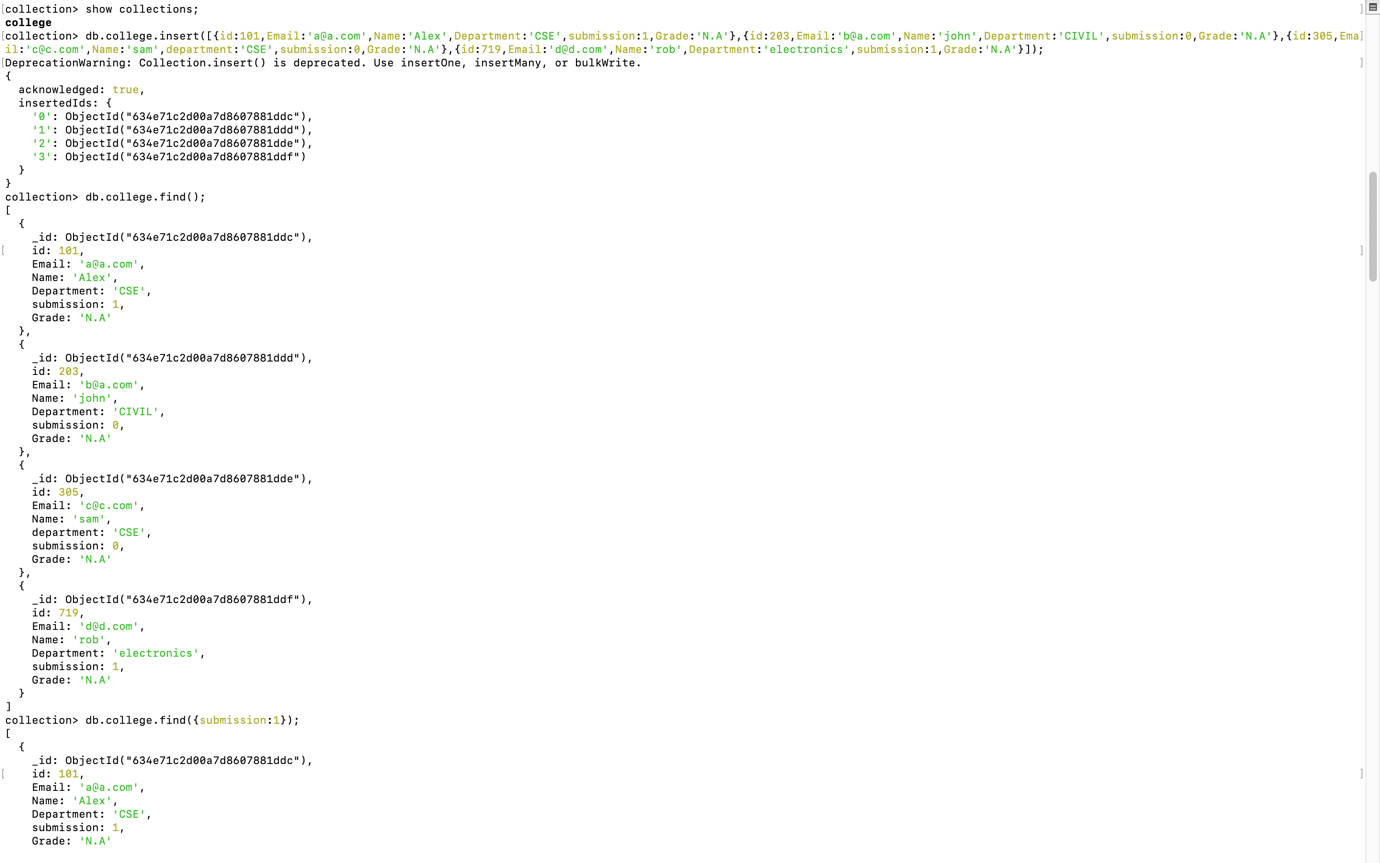 [collection> show collections; ]
college
[collection> db.college.insert([{id:101,Email:'a@a.com',Name:'Alex',Department:'CSE',submission:1,Grade:'N.A'},{id:203,Email:'b@a.com',Name:'john',Department:'CIVIL',submission:0,Grade:'N.A'},{id:305,Ema]
il:'c@c.com',Name:'sam',department:'CSE',submission:0,Grade:'N.A'},{id:719,Email:'d@d.com',Name:'rob',Department:'electronics',submission:1,Grade:'N.A'}]);
[DeprecationWarning: Collection.insert() is deprecated. Use insertOne, insertMany, or bulkWrite. ]
{
  acknowledged: true,
  insertedIds: {
    '0': ObjectId("634e71c2d00a7d8607881ddc"),
    '1': ObjectId("634e71c2d00a7d8607881ddd"),
    '2': ObjectId("634e71c2d00a7d8607881dde"),
    '3': ObjectId("634e71c2d00a7d8607881ddf")
  }
}
collection> db.college.find();
[
  {
    _id: ObjectId("634e71c2d00a7d8607881ddc"),
[    id: 101, ]
    Email: 'a@a.com',
    Name: 'Alex',
    Department: 'CSE',
    submission: 1,
    Grade: 'N.A'
  },
  {
    _id: ObjectId("634e71c2d00a7d8607881ddd"),
    id: 203,
    Email: 'b@a.com',
    Name: 'john',
    Department: 'CIVIL',
    submission: 0,
    Grade: 'N.A'
  },
  {
    _id: ObjectId("634e71c2d00a7d8607881dde"),
    id: 305,
    Email: 'c@c.com',
    Name: 'sam',
    department: 'CSE',
    submission: 0,
    Grade: 'N.A'
  },
  {
    _id: ObjectId("634e71c2d00a7d8607881ddf"),
    id: 719,
    Email: 'd@d.com',
    Name: 'rob',
    Department: 'electronics',
    submission: 1,
    Grade: 'N.A'
  }
]
collection> db.college.find({submission:1});
[
  {
    _id: ObjectId("634e71c2d00a7d8607881ddc"),
[    id: 101, ]
    Email: 'a@a.com',
    Name: 'Alex',
    Department: 'CSE',
    submission: 1,
    Grade: 'N.A'